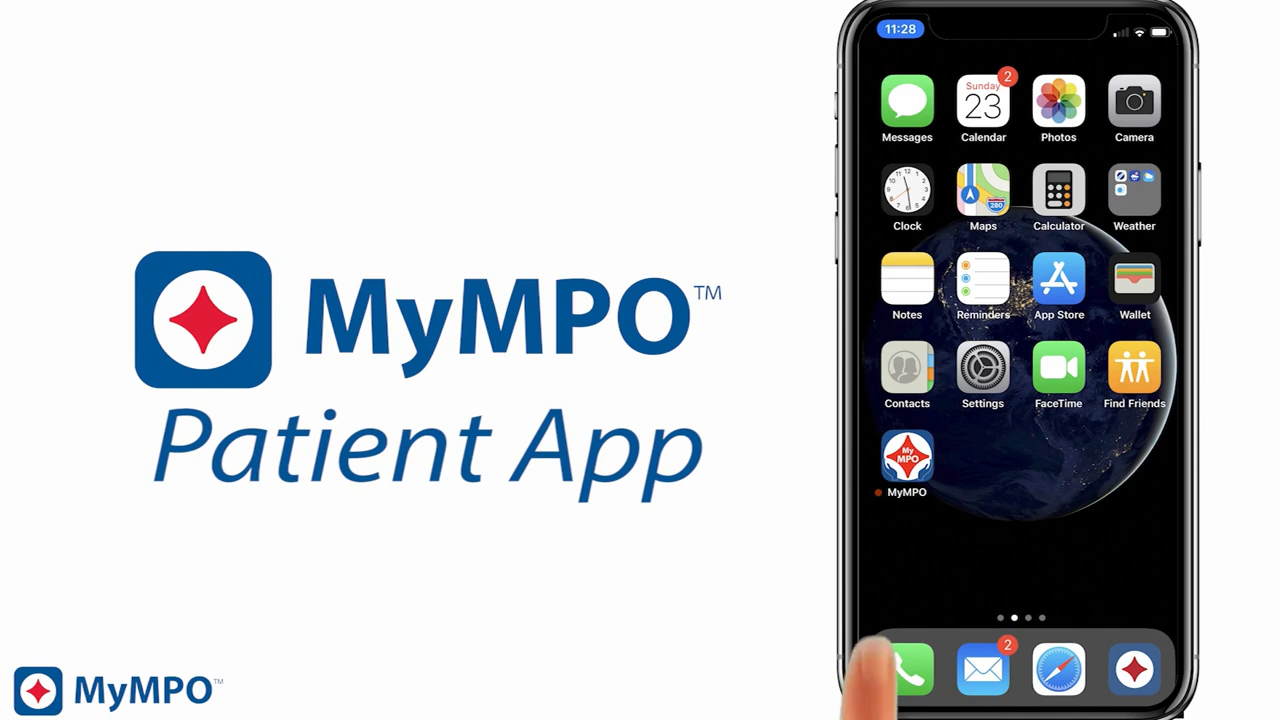 MyMPO™
Patient App
MyMPO™
11:28
2
Sunday
23
Messages
Calendar
Photos
Camera
12
Clock
280
Maps
Calculator
Weather
Notes
Reminders
App Store
Wallet
Contacts
Settings
FaceTime
Find Friends
My
MPO
MyMPO
2